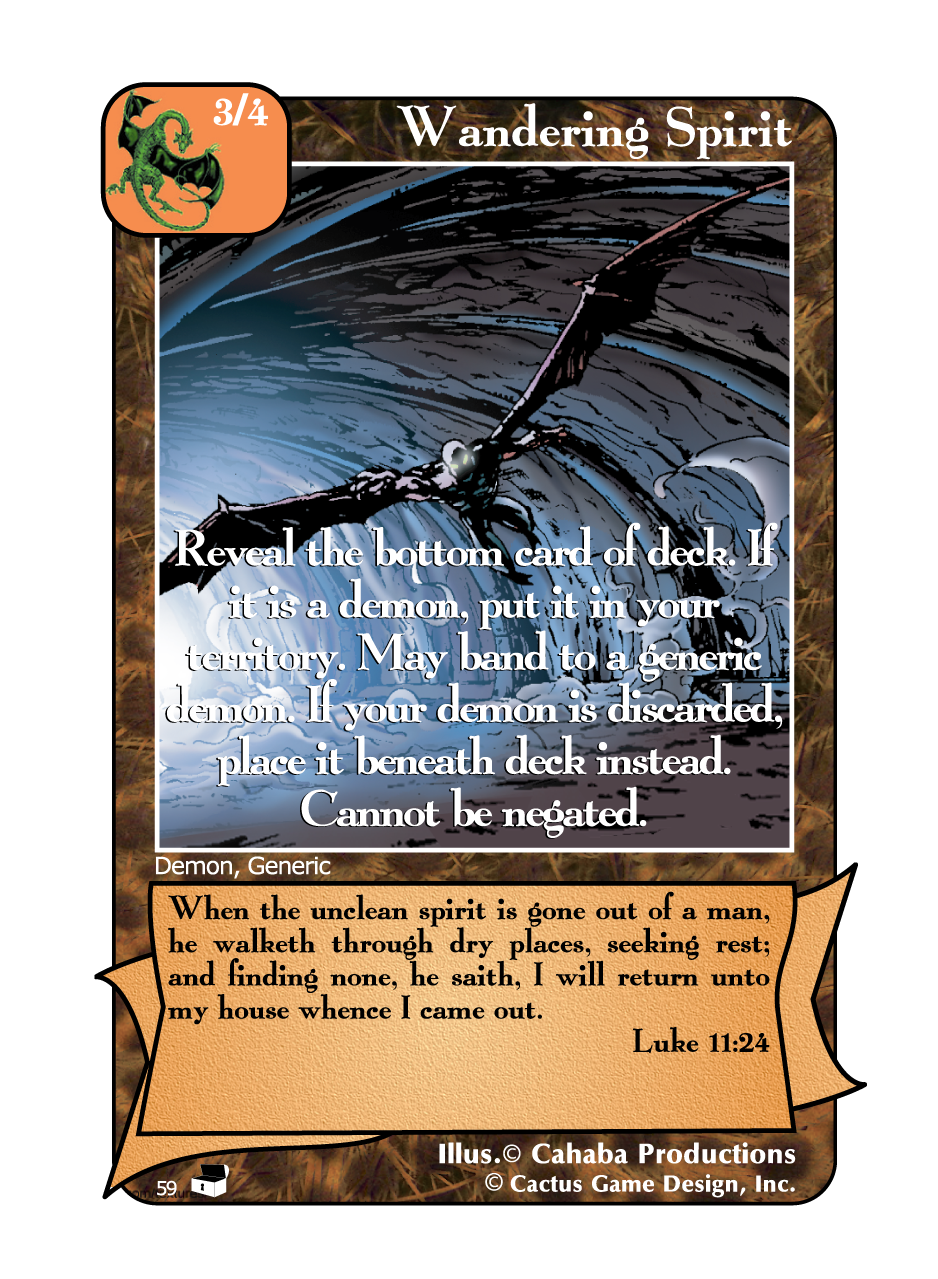 3/4
Wandering Spirit
Reveal the bottom card of deck. If
it is a demon, put it in your
territory. May band to a generic
demon. If your demon is discarded,
place it beneath deck instead.
Cannot be negated.
Demon, Generic
When the unclean spirit is gone out of a man,
he walketh through dry places, seeking rest;
and finding none, he saith, I will return unto
my house whence I came out.
Luke 11:24
Illus.© Cahaba Productions
59
© Cactus Game Design, Inc.